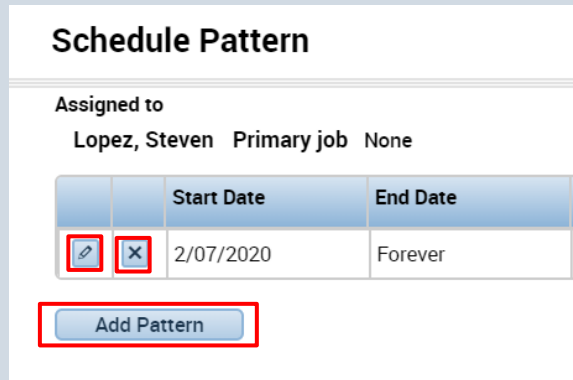 Schedule Pattern
Assigned to
Lopez, Steven Primary job None
Start Date End Date
2/07/2020 Forever
Add Pattern